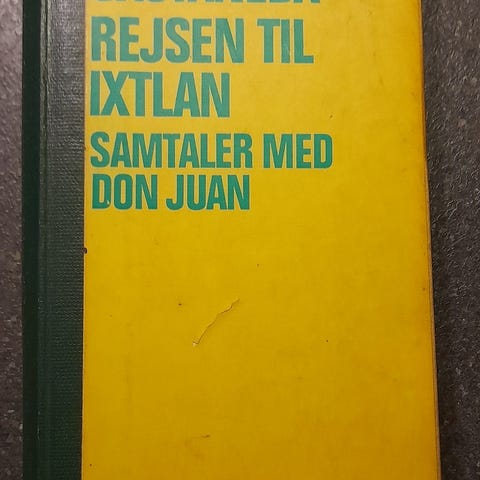 REJSEN TIL
IXTLAN
SAMTALER MED
DON JUAN